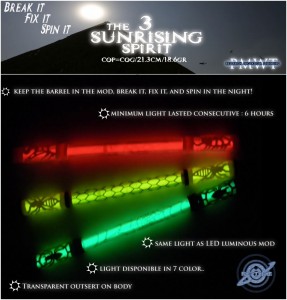 BREAK IT
FIX IT
SPIN IT
THE 3
SUNRISING
SPIRIT
COP-COG/21.3CM/18.6GR
PMWT
KEEP THE BARREL IN THE MOD, BREAK IT, FIX IT, AND SPIN IN THE NIGHT!
MINIMUM LIGHT LASTED CONSECUTIVE : 6 HOURS
SAME LIGHT AS LED LUMINOUS MOD
LIGHT DISPONIBLE IN 7 COLOR..
TRANSPARENT OUTSERT ON BODY